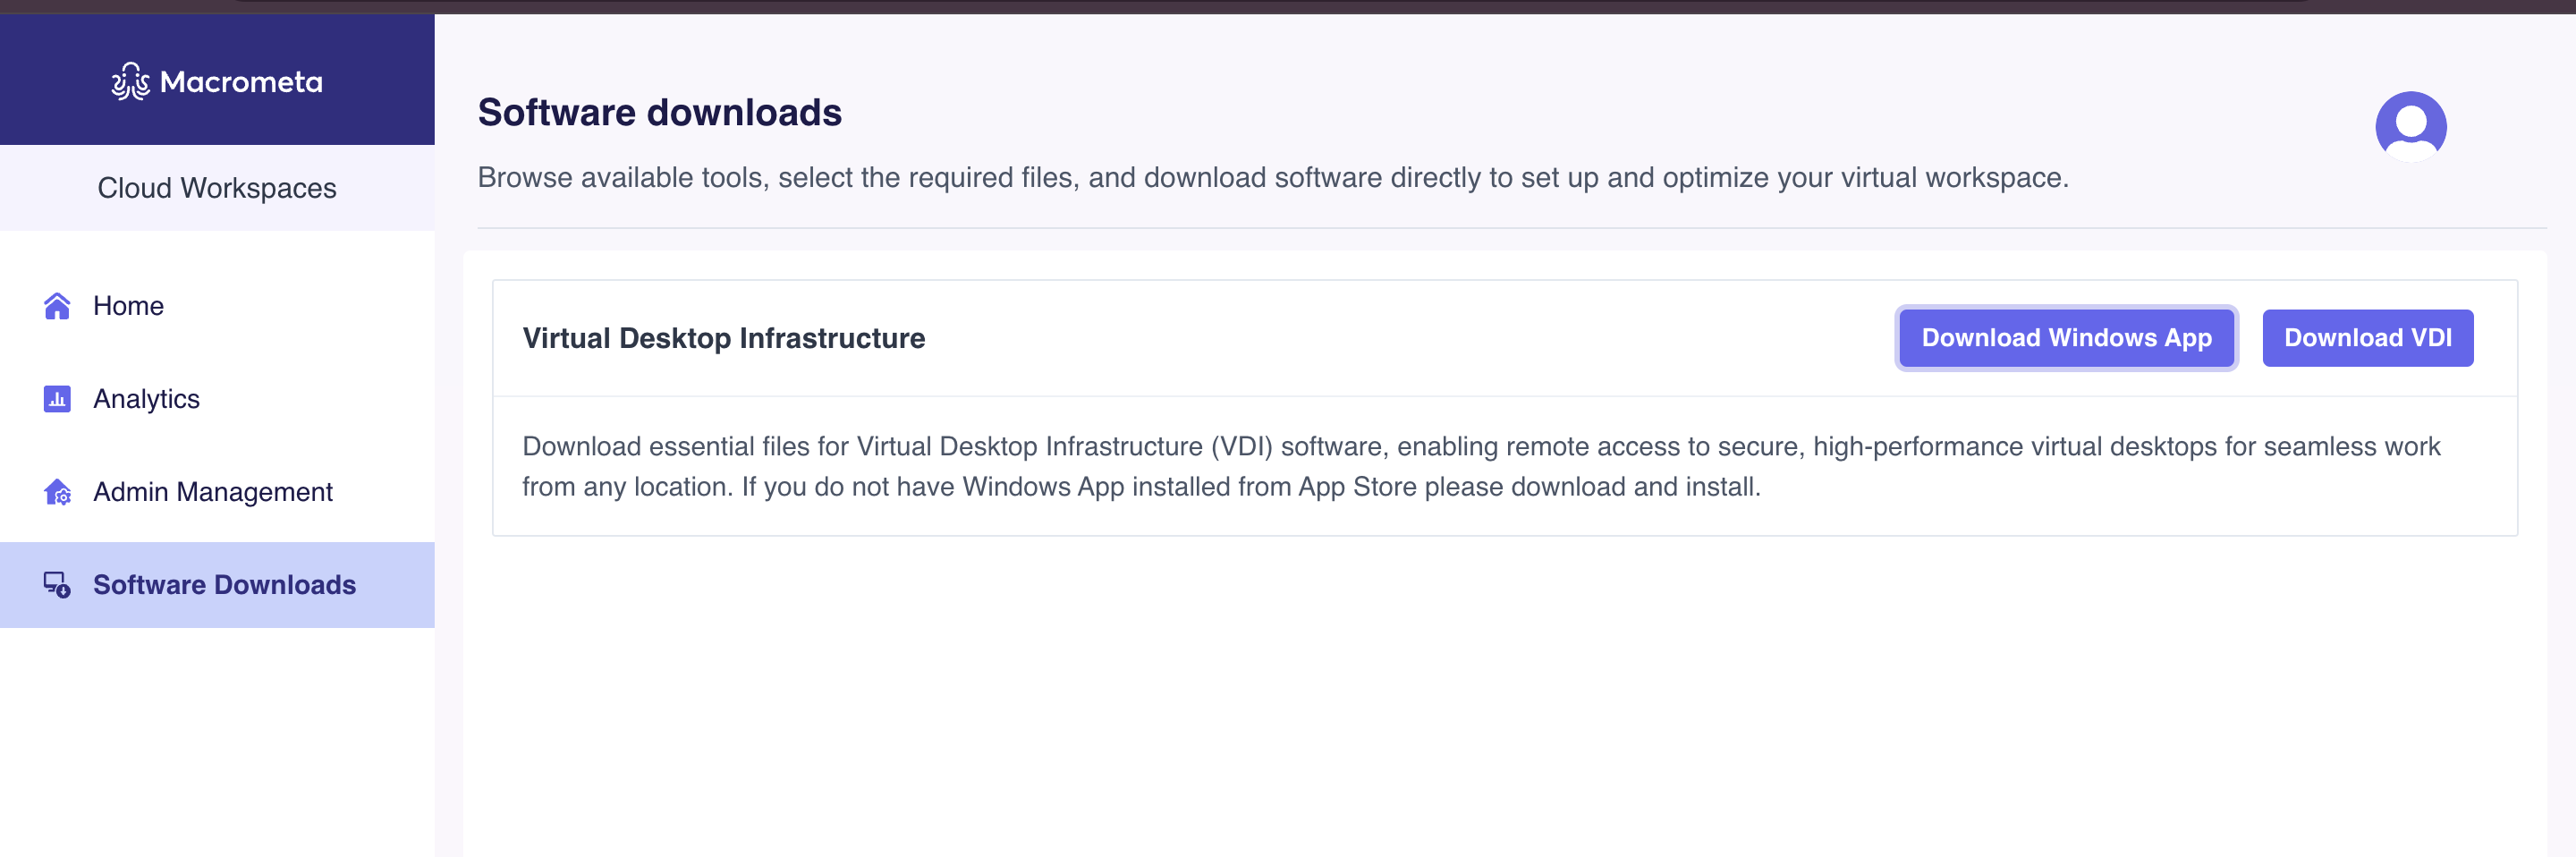 Macrometa
Cloud Workspaces
Home
Analytics
Admin Management
Software Downloads
Software downloads
Browse available tools, select the required files, and download software directly to set up and optimize your virtual workspace.
Virtual Desktop Infrastructure
Download Windows App
Download VDI
Download essential files for Virtual Desktop Infrastructure (VDI) software, enabling remote access to secure, high-performance virtual desktops for seamless work
from any location. If you do not have Windows App installed from App Store please download and install.